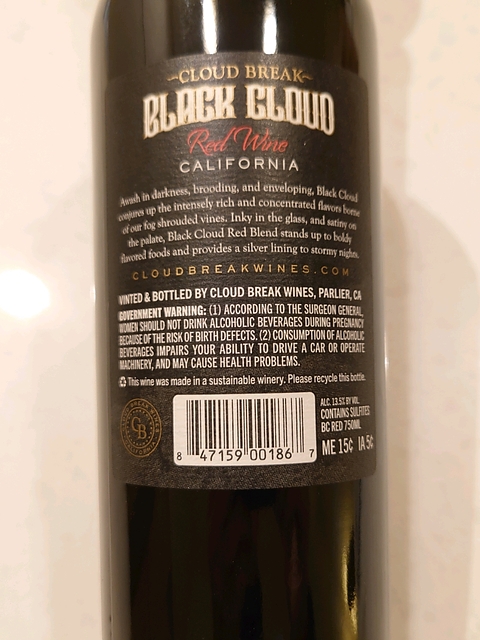 ~CLOUD BREAK~
BLACK CLOUD
Red Wine
CALIFORNIA
Awash in darkness, brooding, and enveloping, Black Cloud
conjures up the intensely rich and concentrated flavors borne
of our fog shrouded vines. Inky in the glass, and satiny on
the palate, Black Cloud Red Blend stands up to boldly
flavored foods and provides a silver lining to stormy nights.
CLOUDBREAKWINES.COM
VINTED & BOTTLED BY CLOUD BREAK WINES, PARLIER, CA
GOVERNMENT WARNING: (1) ACCORDING TO THE SURGEON GENERAL,
WOMEN SHOULD NOT DRINK ALCOHOLIC BEVERAGES DURING PREGNANCY
BECAUSE OF THE RISK OF BIRTH DEFECTS. (2) CONSUMPTION OF ALCOHOLIC
BEVERAGES IMPAIRS YOUR ABILITY TO DRIVE A CAR OR OPERATE
MACHINERY, AND MAY CAUSE HEALTH PROBLEMS.
This wine was made in a sustainable winery. Please recycle this bottle.
CB
8 47159 00186 7
ALC. 13.5% BY VOL.
CONTAINS SULFITES
BC RED 750ML
ME 15¢ IA 5¢